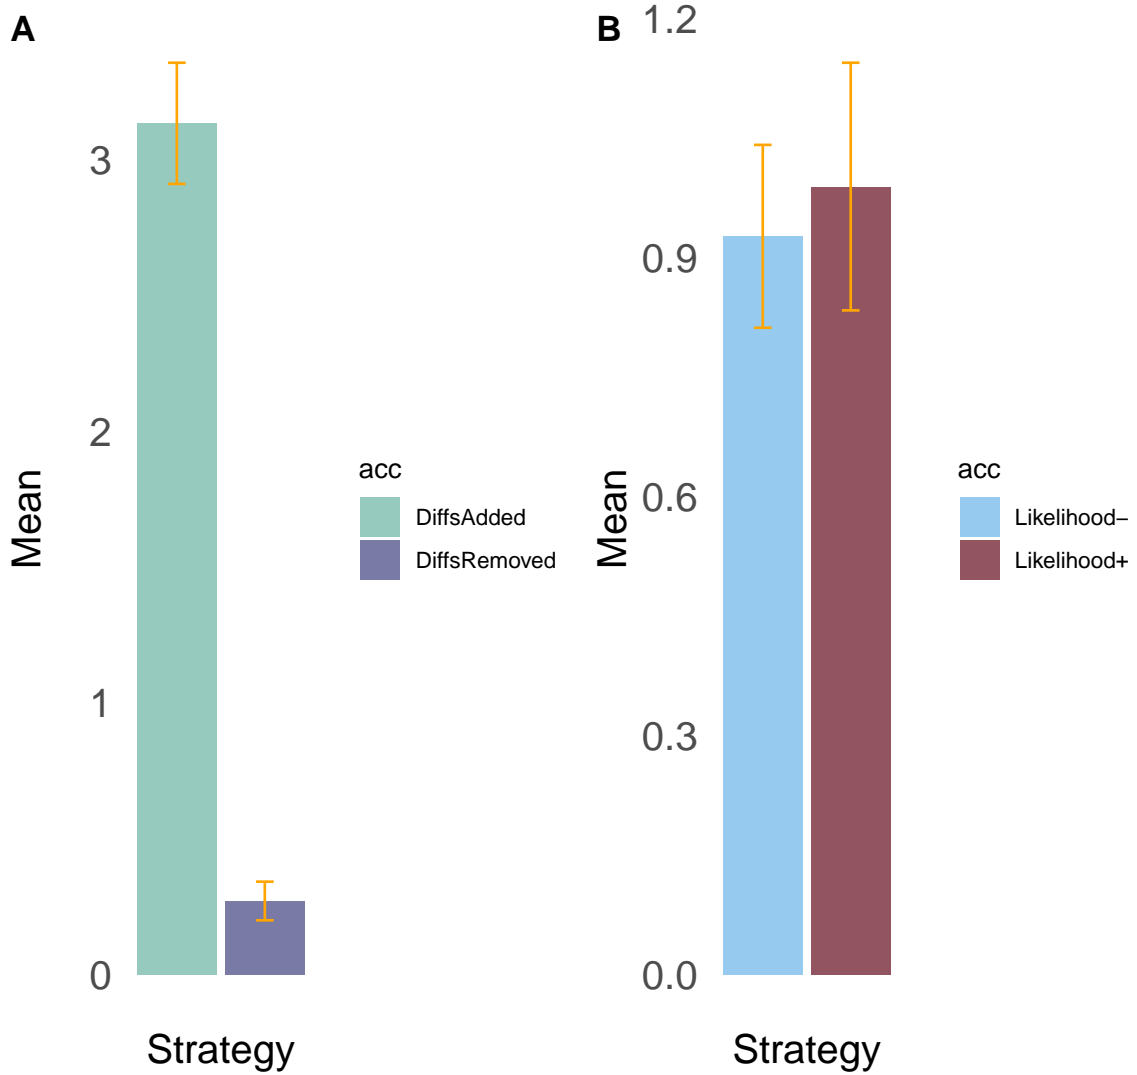 A
Mean
3
2
1
0
Strategy
acc
DiffsAdded
DiffsRemoved
B
Mean
1.2
0.9
0.6
0.3
0.0
Strategy
acc
Likelihood−
Likelihood+